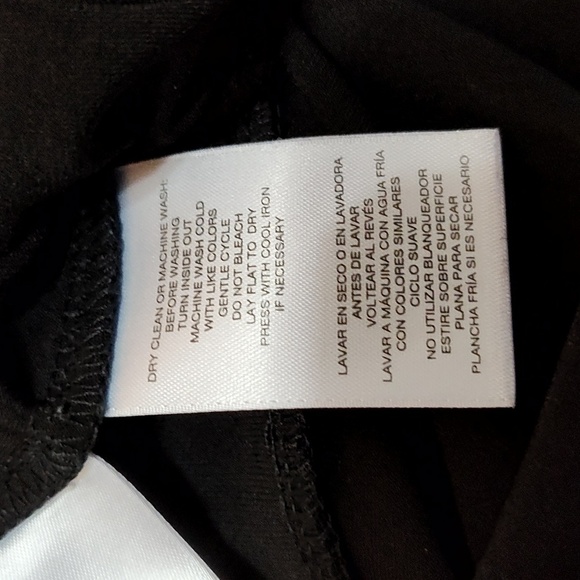 DRY CLEAN OR MACHINE WASH:
BEFORE WASHING
TURN INSIDE OUT
MACHINE WASH COLD
WITH LIKE COLORS
GENTLE CYCLE
DO NOT BLEACH
LAY FLAT TO DRY
PRESS WITH COOL IRON
IF NECESSARY
LAVAR EN SECO O EN LAVADORA
ANTES DE LAVAR
VOLTEAR AL REVÉS
LAVAR A MÁQUINA CON AGUA FRÍA
CON COLORES SIMILARES
CICLO SUAVE
NO UTILIZAR BLANQUEADOR
ESTIRE SOBRE SUPERFICIE
PLANA PARA SECAR
PLANCHA FRÍA SI ES NECESARIO